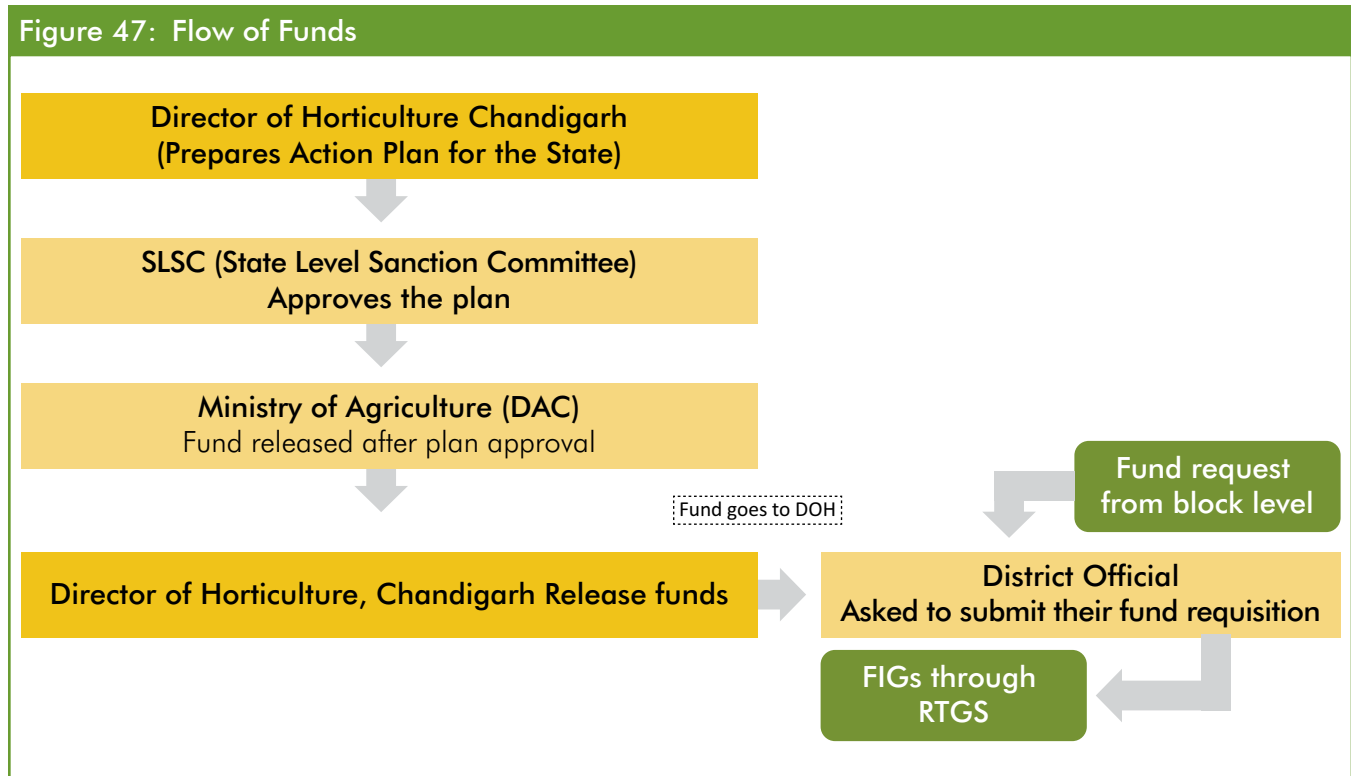 Figure 47: Flow of Funds
Director of Horticulture Chandigarh
(Prepares Action Plan for the State)
SLSC (State Level Sanction Committee)
Approves the plan
Ministry of Agriculture (DAC)
Fund released after plan approval
Fund goes to DOH
Fund request
from block level
Director of Horticulture, Chandigarh Release funds
District Official
Asked to submit their fund requisition
FIGs through
RTGS